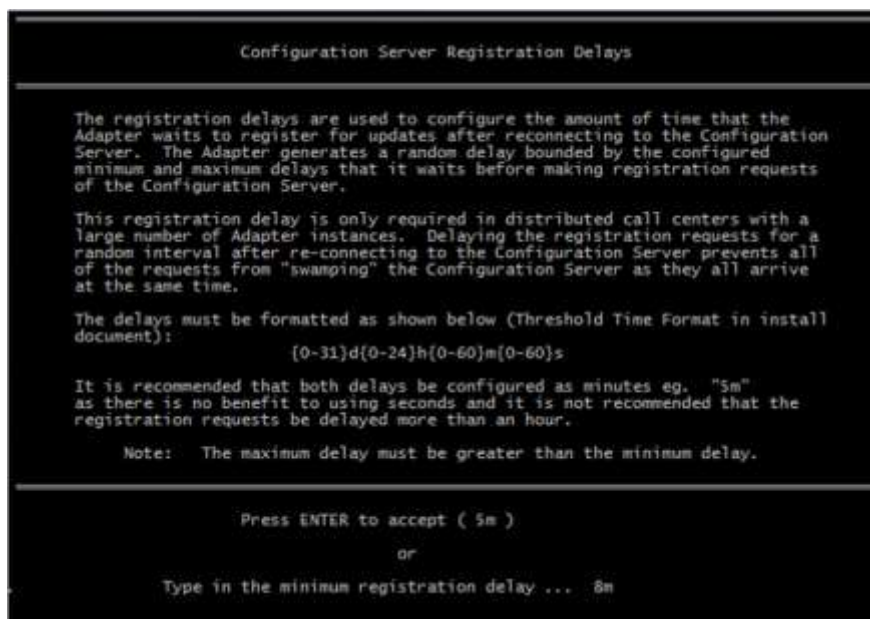 Configuration Server Registration Delays
The registration delays are used to configure the amount of time that the
Adapter waits to register for updates after reconnecting to the Configuration
Server. The Adapter generates a random delay bounded by the configured
minimum and maximum delays that it waits before making registration requests
of the Configuration Server.
This registration delay is only required in distributed call centers with a
large number of Adapter instances. Delaying the registration requests for a
random interval after re-connecting to the Configuration Server prevents all
of the requests from "swamping" the Configuration Server as they all arrive
at the same time.
The delays must be formatted as shown below (Threshold Time Format in install
document):
{0-31}d{0-24}h{0-60}m{0-60}s
It is recommended that both delays be configured as minutes eg. "5m"
as there is no benefit to using seconds and it is not recommended that the
registration requests be delayed more than an hour.
Note: The maximum delay must be greater than the minimum delay.
Press ENTER to accept ( 5m )
or
Type in the minimum registration delay ... 8m